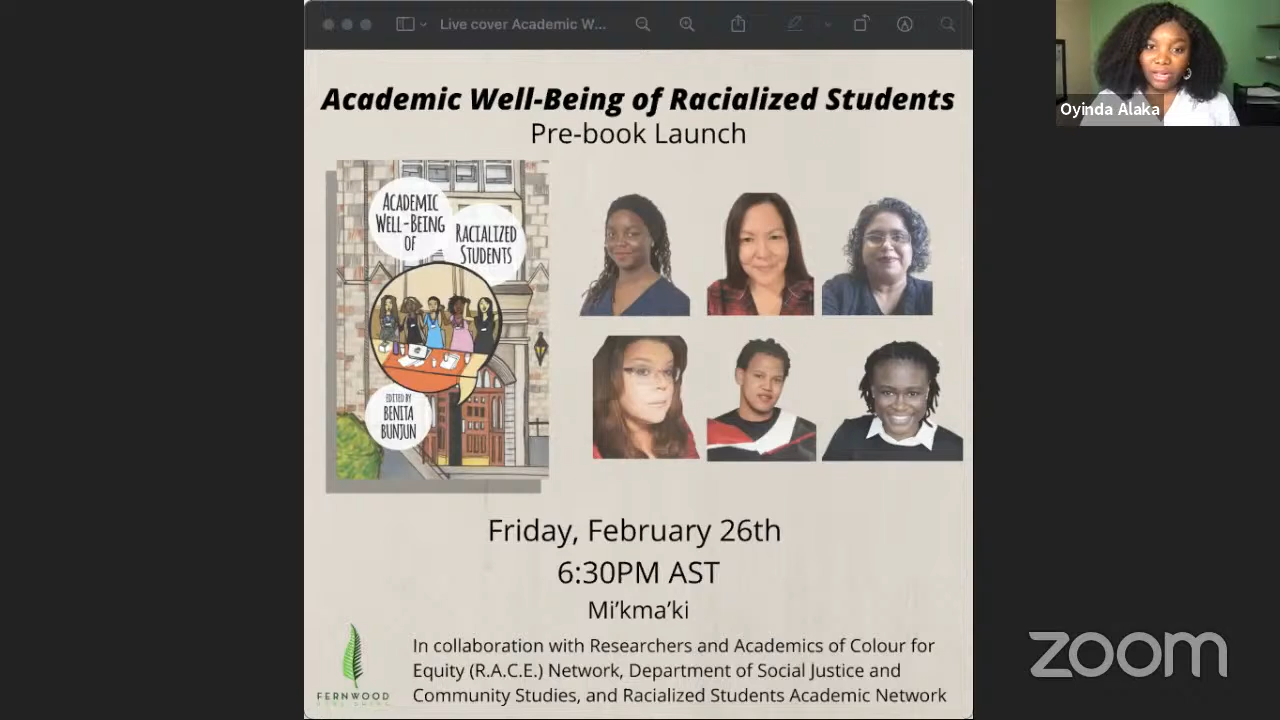 Live cover Academic W...
Oyinda Alaka
Academic Well-Being of Racialized Students
Pre-book Launch
ACADEMIC
WELL-BEING
OF
RACIALIZED
STUDENTS
EDITED BY
BENITA
BUNJUN
Friday, February 26th
6:30PM AST
Mi'kma'ki
In collaboration with Researchers and Academics of Colour for
Equity (R.A.C.E.) Network, Department of Social Justice and
Community Studies, and Racialized Students Academic Network
FERNWOOD
zoom